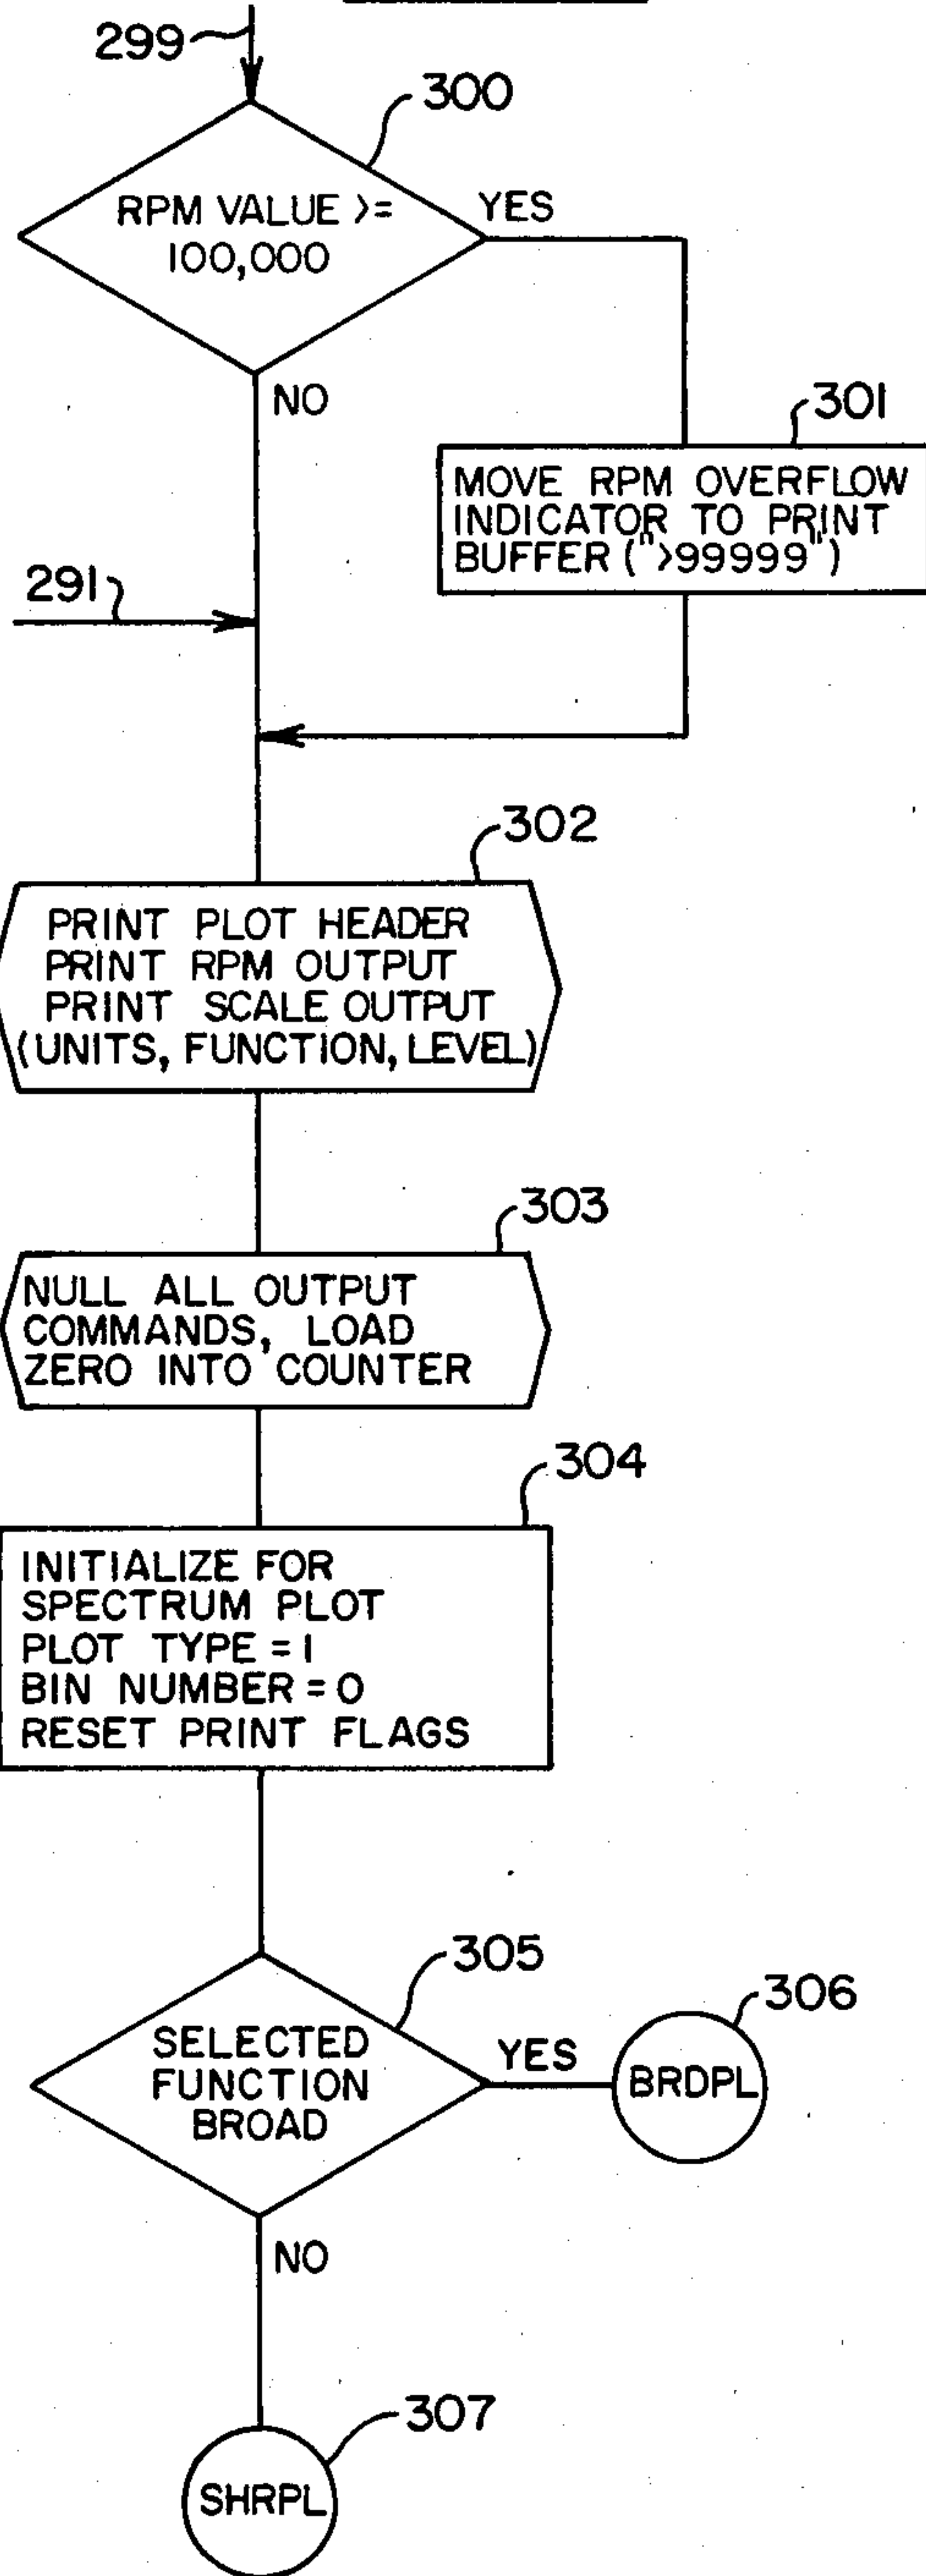 299
300
RPM VALUE >=
100,000
YES
NO
301
MOVE RPM OVERFLOW
INDICATOR TO PRINT
BUFFER (">99999")
291
302
PRINT PLOT HEADER
PRINT RPM OUTPUT
PRINT SCALE OUTPUT
(UNITS, FUNCTION, LEVEL)
303
NULL ALL OUTPUT
COMMANDS, LOAD
ZERO INTO COUNTER
304
INITIALIZE FOR
SPECTRUM PLOT
PLOT TYPE = 1
BIN NUMBER = 0
RESET PRINT FLAGS
305
SELECTED
FUNCTION
BROAD
YES
306
BRDPL
NO
307
SHRPL